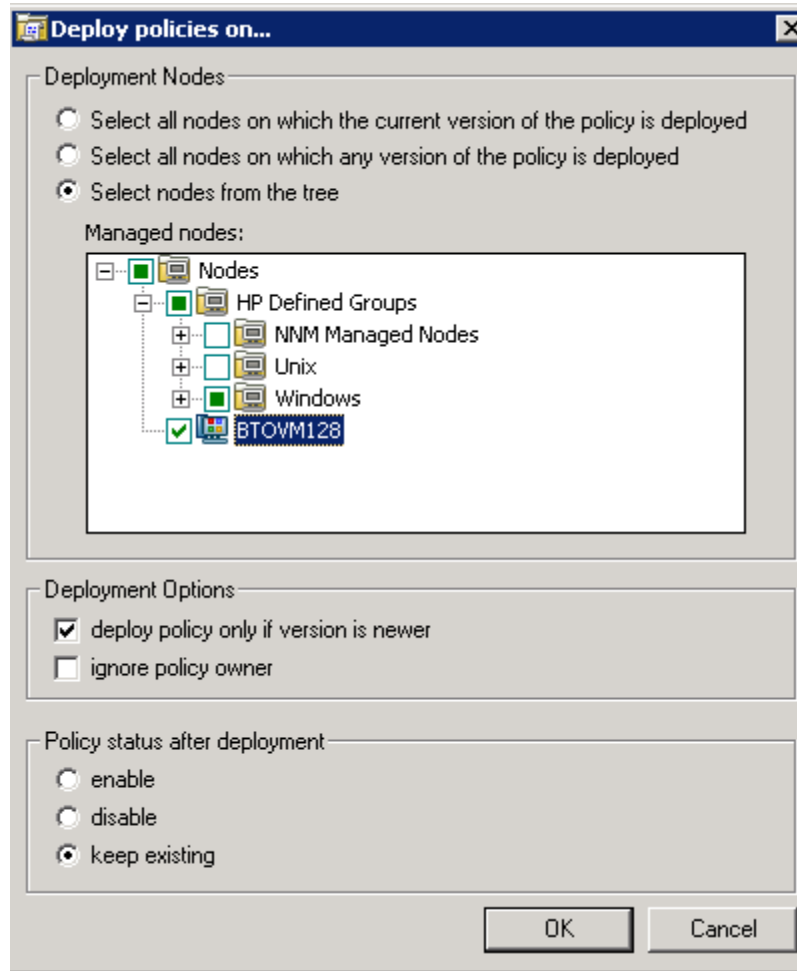 Deploy policies on...
Deployment Nodes
Select all nodes on which the current version of the policy is deployed
Select all nodes on which any version of the policy is deployed
Select nodes from the tree
Managed nodes:
Nodes
HP Defined Groups
NNM Managed Nodes
Unix
Windows
BTOVM128
Deployment Options
deploy policy only if version is newer
ignore policy owner
Policy status after deployment
enable
disable
keep existing
OK Cancel